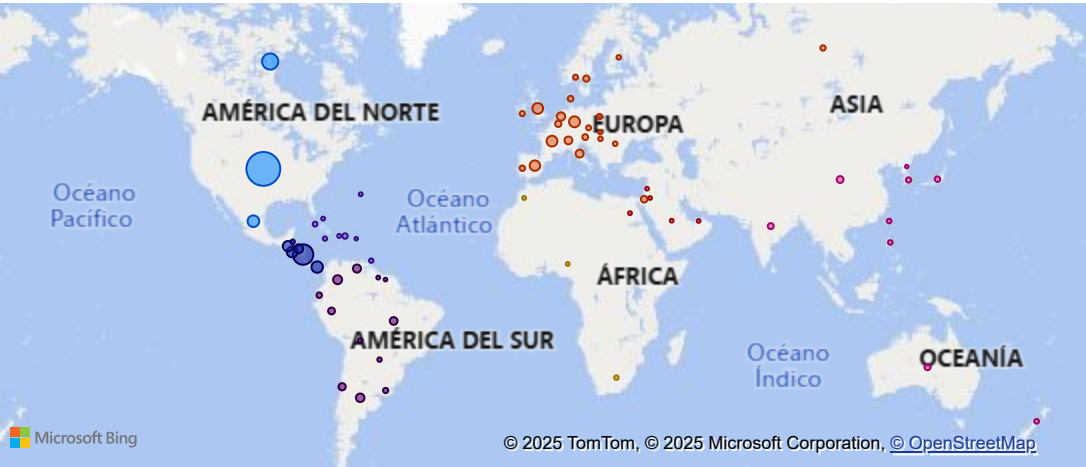 AMÉRICA DEL NORTE
ASIA
EUROPA
Océano
Pacífico
Océano
Atlántico
ÁFRICA
AMÉRICA DEL SUR
Océano
Índico
OCEANÍA
Microsoft Bing
© 2025 TomTom, © 2025 Microsoft Corporation, © OpenStreetMap